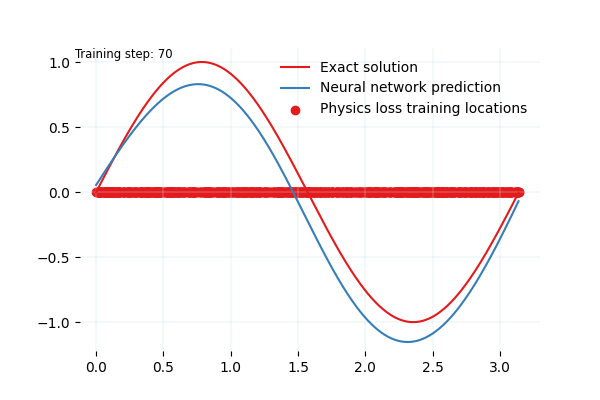 Training step: 70
Exact solution
Neural network prediction
Physics loss training locations
1.0
0.5
0.0
−0.5
−1.0
0.0 0.5 1.0 1.5 2.0 2.5 3.0